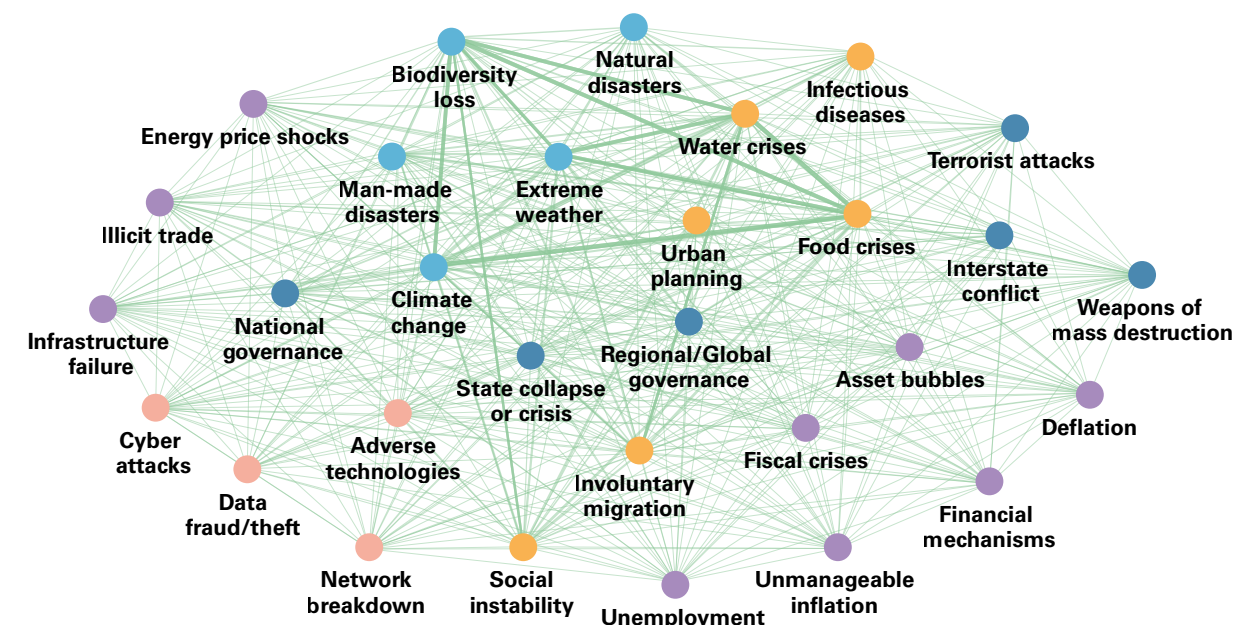 Biodiversity
loss
Natural
disasters
Infectious
diseases
Energy price shocks
Water crises
Terrorist attacks
Man-made
disasters
Extreme
weather
Illicit trade
Urban
planning
Food crises
Interstate
conflict
Climate
change
Weapons of
mass destruction
National
governance
Infrastructure
failure
Regional/Global
governance
State collapse
or crisis
Asset bubbles
Deflation
Cyber
attacks
Adverse
technologies
Fiscal crises
Involuntary
migration
Data
fraud/theft
Financial
mechanisms
Network
breakdown
Social
instability
Unemployment
Unmanageable
inflation